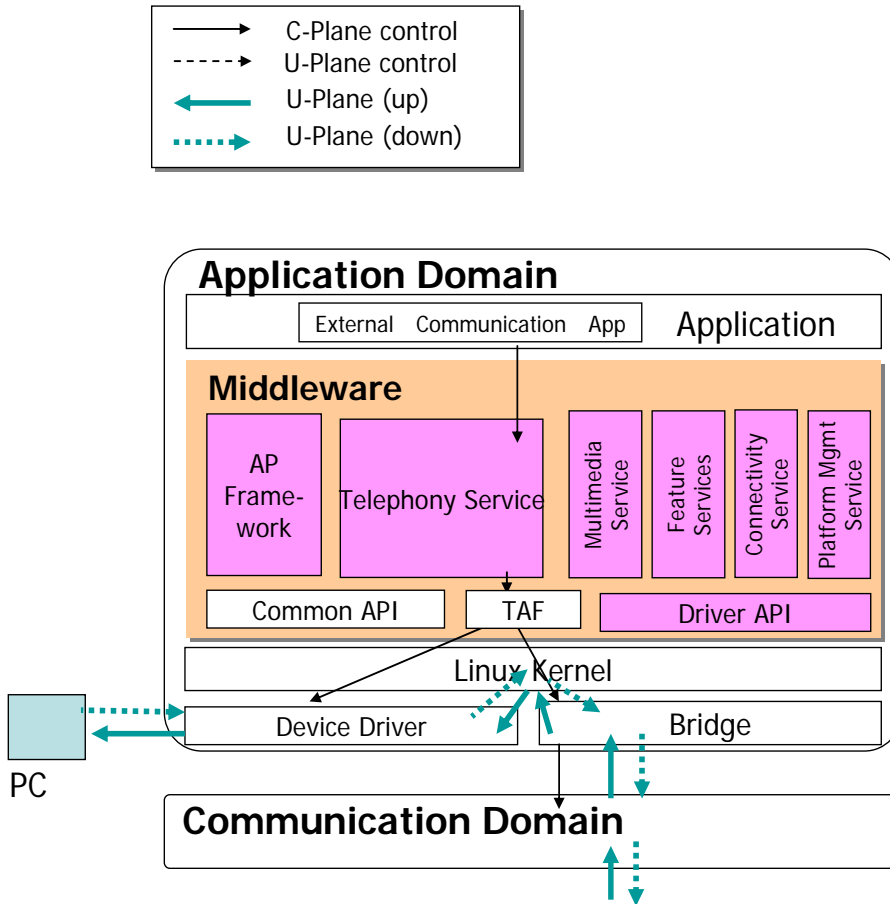 C-Plane control
U-Plane control
U-Plane (up)
U-Plane (down)
Application Domain
External Communication App
Application
Middleware
AP
Frame-
work
Telephony Service
Multimedia
Service
Feature
Services
Connectivity
Service
Platform Mgmt
Service
Common API
TAF
Driver API
Linux Kernel
Device Driver
Bridge
PC
Communication Domain